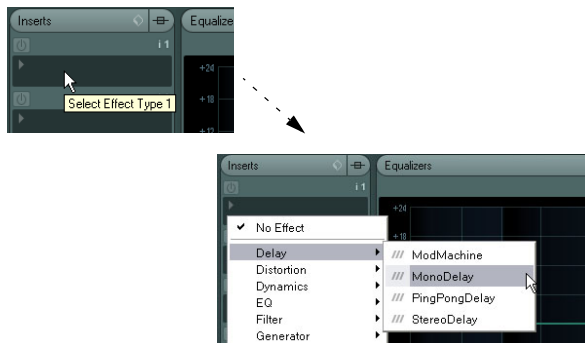 Inserts
Equalize
i 1
+24
Select Effect Type 1
+18
+12
Inserts
Equalizers
i 1
+24
✔ No Effect
+18
Delay
Distortion
Dynamics
EQ
Filter
Generator
ModMachine
MonoDelay
PingPongDelay
StereoDelay